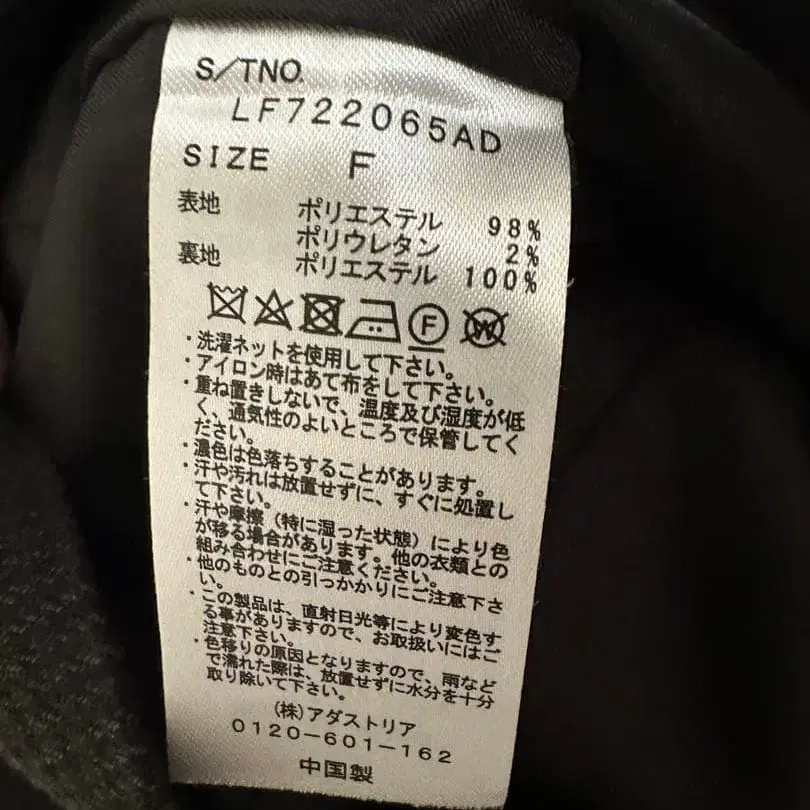 S/TNO.
LF722065AD
SIZE F
表地 ポリエステル 98%
ポリウレタン 2%
裏地 ポリエステル 100%
F W
・洗濯ネットを使用して下さい。
・アイロン時はあて布をして下さい。
・重ね置きしないで、温度及び湿度が低
く、通気性のよいところで保管してく
ださい。
・濃色は色落ちすることがあります。
・汗や汚れは放置せずに、すぐに処置し
て下さい。
・汗や摩擦（特に湿った状態）により色
が移る場合があります。他の衣類との
組み合わせにご注意ください。
・他のものとの引っかかりにご注意下さ
い。
・この製品は、直射日光等により変色す
る事がありますので、お取扱いにはご
注意下さい。
・色移りの原因となりますので、雨など
で濡れた際は、放置せずに水分を十分
取り除いて下さい。
(株)アダストリア
0120-601-162
中国製